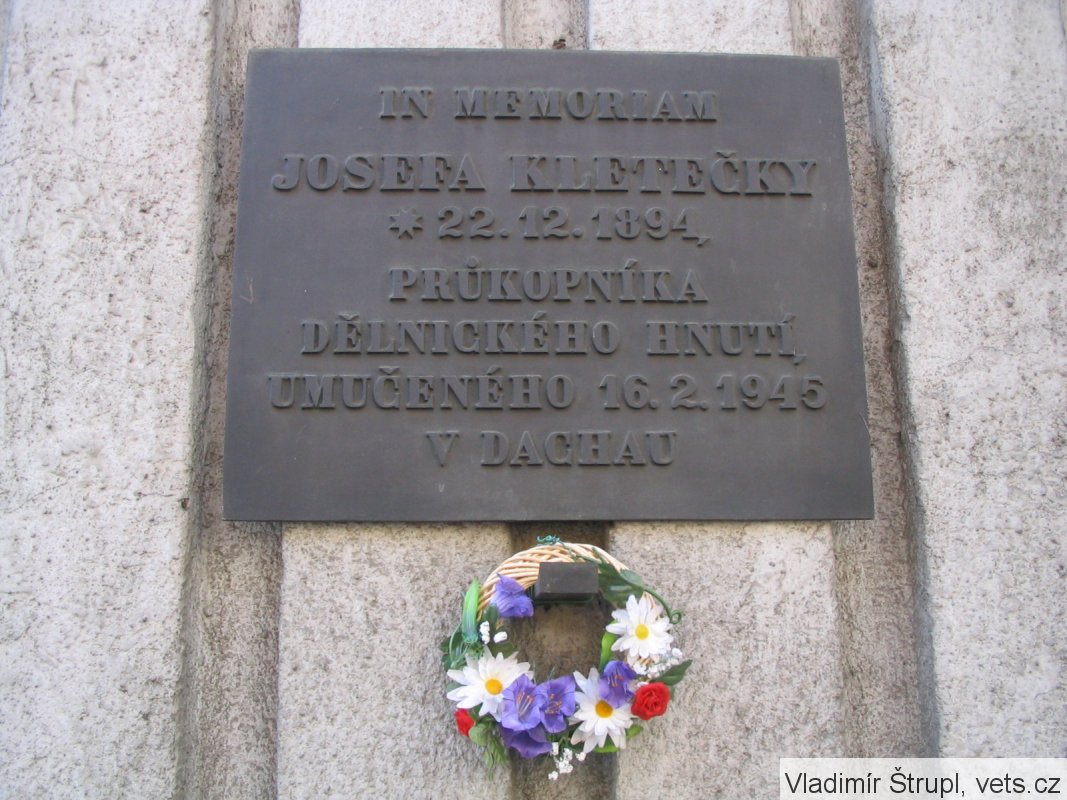 IN MEMORIAM
JOSEFA KLETEČKY
* 22. 12. 1894,
PRŮKOPNÍKA
DĚLNICKÉHO HNUTÍ,
UMUČENÉHO 16. 2. 1945
V DACHAU
Vladimír Štrupl, vets.cz